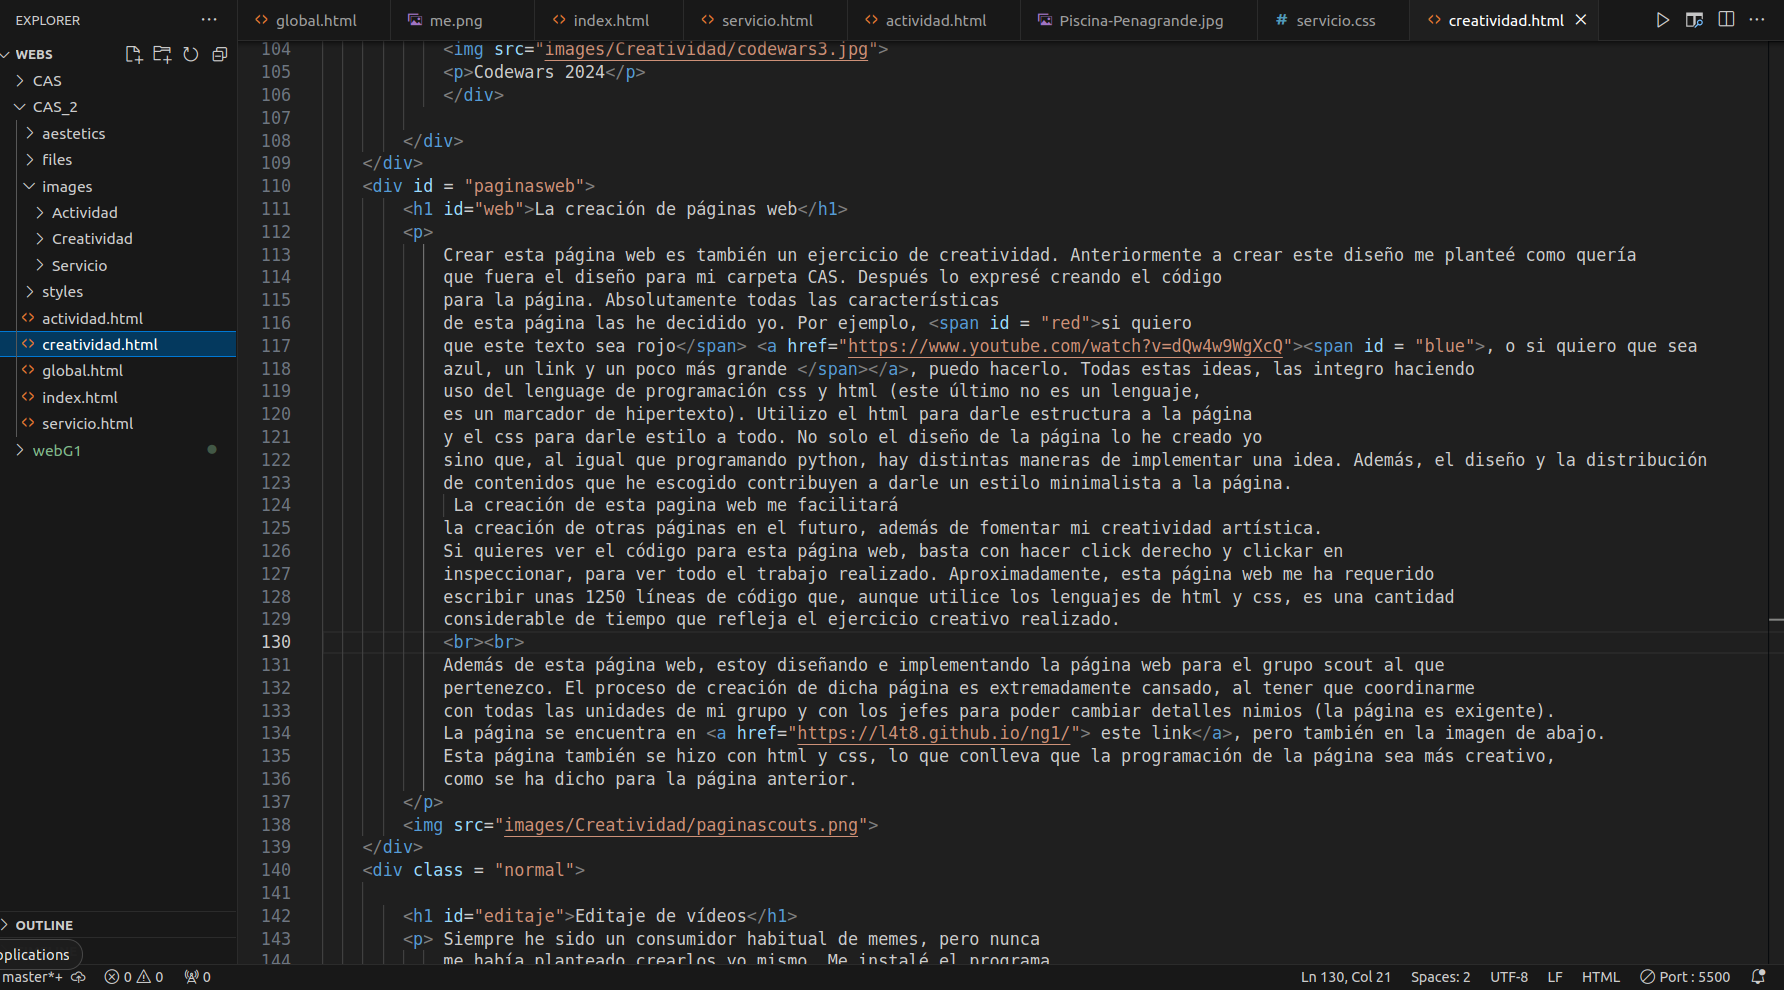 EXPLORER
global.html
me.png
index.html
servicio.html
actividad.html
Piscina-Penagrande.jpg
# servicio.css
creatividad.html
WEBS
CAS
CAS_2
aestetics
files
images
Actividad
Creatividad
Servicio
styles
actividad.html
creatividad.html
global.html
index.html
servicio.html
webG1
OUTLINE
plications
104 <img src="images/Creatividad/codewars3.jpg">
105 <p>Codewars 2024</p>
106 </div>
107
108 </div>
109 </div>
110 <div id = "paginasweb">
111 <h1 id="web">La creación de páginas web</h1>
112 <p>
113 Crear esta página web es también un ejercicio de creatividad. Anteriormente a crear este diseño me planteé como quería
114 que fuera el diseño para mi carpeta CAS. Después lo expresé creando el código
115 para la página. Absolutamente todas las características
116 de esta página las he decidido yo. Por ejemplo, <span id = "red">si quiero
117 que este texto sea rojo</span> <a href="https://www.youtube.com/watch?v=dQw4w9WgXcQ"><span id = "blue">, o si quiero que sea
118 azul, un link y un poco más grande </span></a>, puedo hacerlo. Todas estas ideas, las integro haciendo
119 uso del lenguage de programación css y html (este último no es un lenguaje,
120 es un marcador de hipertexto). Utilizo el html para darle estructura a la página
121 y el css para darle estilo a todo. No solo el diseño de la página lo he creado yo
122 sino que, al igual que programando python, hay distintas maneras de implementar una idea. Además, el diseño y la distribución
123 de contenidos que he escogido contribuyen a darle un estilo minimalista a la página.
124 La creación de esta pagina web me facilitará
125 la creación de otras páginas en el futuro, además de fomentar mi creatividad artística.
126 Si quieres ver el código para esta página web, basta con hacer click derecho y clickar en
127 inspeccionar, para ver todo el trabajo realizado. Aproximadamente, esta página web me ha requerido
128 escribir unas 1250 líneas de código que, aunque utilice los lenguajes de html y css, es una cantidad
129 considerable de tiempo que refleja el ejercicio creativo realizado.
130 <br><br>
131 Además de esta página web, estoy diseñando e implementando la página web para el grupo scout al que
132 pertenezco. El proceso de creación de dicha página es extremadamente cansado, al tener que coordinarme
133 con todas las unidades de mi grupo y con los jefes para poder cambiar detalles nimios (la página es exigente).
134 La página se encuentra en <a href="https://l4t8.github.io/ng1/"> este link</a>, pero también en la imagen de abajo.
135 Esta página también se hizo con html y css, lo que conlleva que la programación de la página sea más creativo,
136 como se ha dicho para la página anterior.
137 </p>
138 <img src="images/Creatividad/paginascouts.png">
139 </div>
140 <div class = "normal">
141
142 <h1 id="editaje">Editaje de vídeos</h1>
143 <p> Siempre he sido un consumidor habitual de memes, pero nunca
144 me había planteado crearlos yo mismo. Me instalé el programa
master*+ 0 0 0 Ln 130, Col 21 Spaces: 2 UTF-8 LF HTML Port : 5500